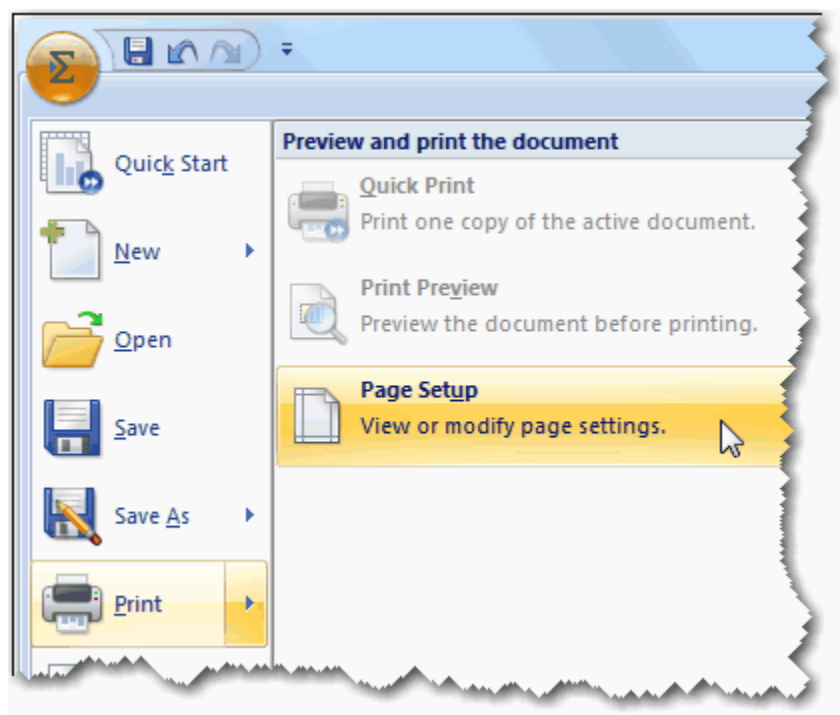 Σ
Quick Start
New
Open
Save
Save As
Print
Preview and print the document
Quick Print
Print one copy of the active document.
Print Preview
Preview the document before printing.
Page Setup
View or modify page settings.